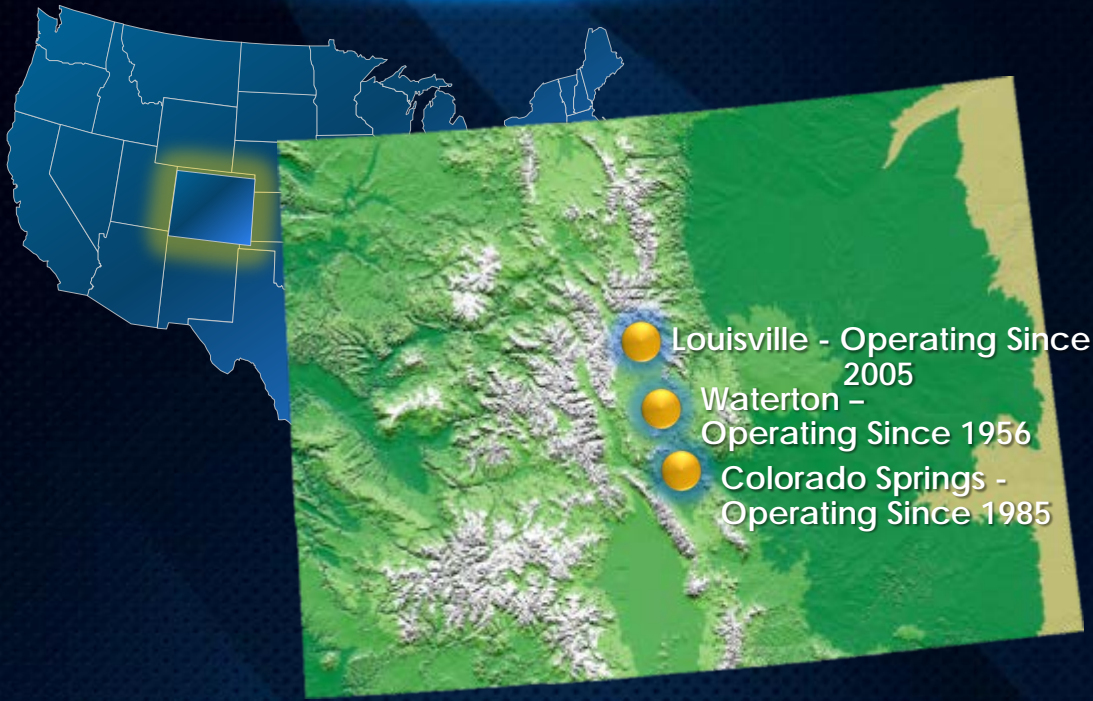 Louisville - Operating Since
2005
Waterton –
Operating Since 1956
Colorado Springs -
Operating Since 1985